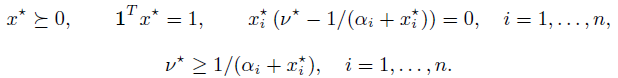 x⋆ ⪰ 0, 1ᵀx⋆ = 1, xᵢ⋆ (ν⋆ − 1/(αᵢ + xᵢ⋆)) = 0, i = 1, . . . , n,
ν⋆ ≥ 1/(αᵢ + xᵢ⋆), i = 1, . . . , n.